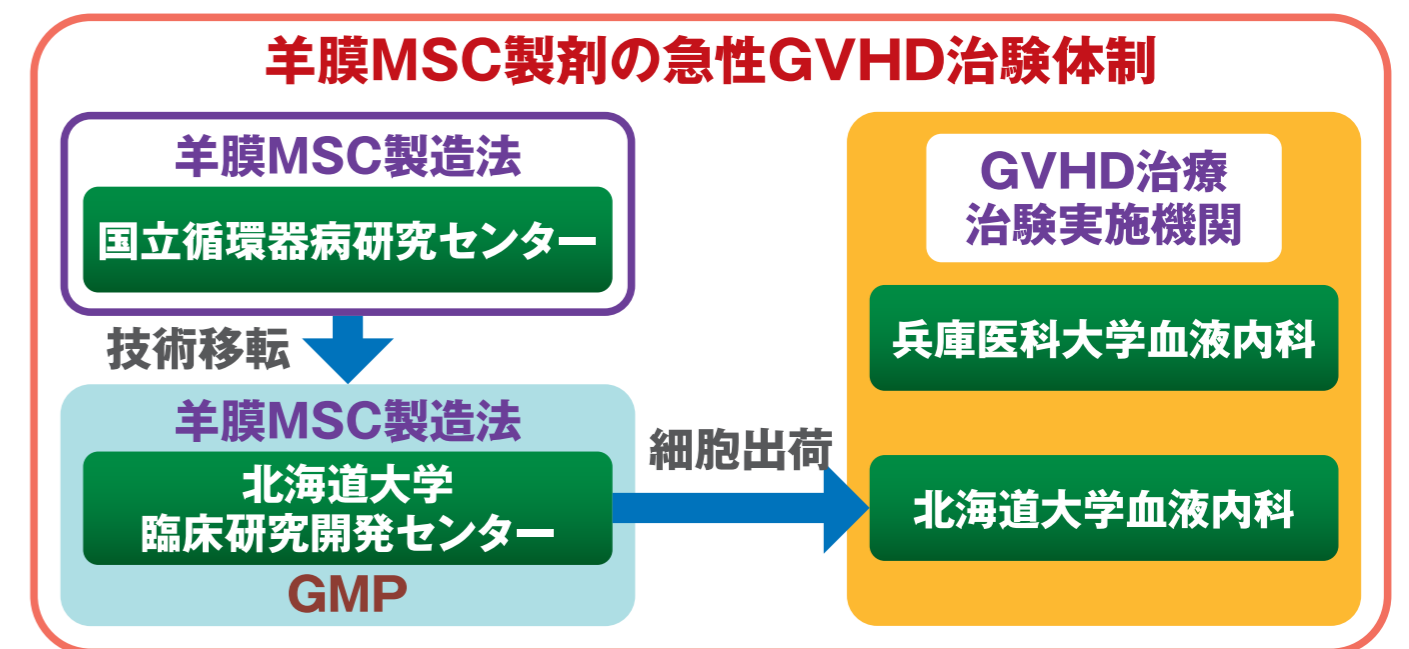 羊膜MSC製剤の急性GVHD治験体制
羊膜MSC製造法
国立循環器病研究センター
技術移転
羊膜MSC製造法
北海道大学
臨床研究開発センター
GMP
細胞出荷
GVHD治療
治験実施機関
兵庫医科大学血液内科
北海道大学血液内科